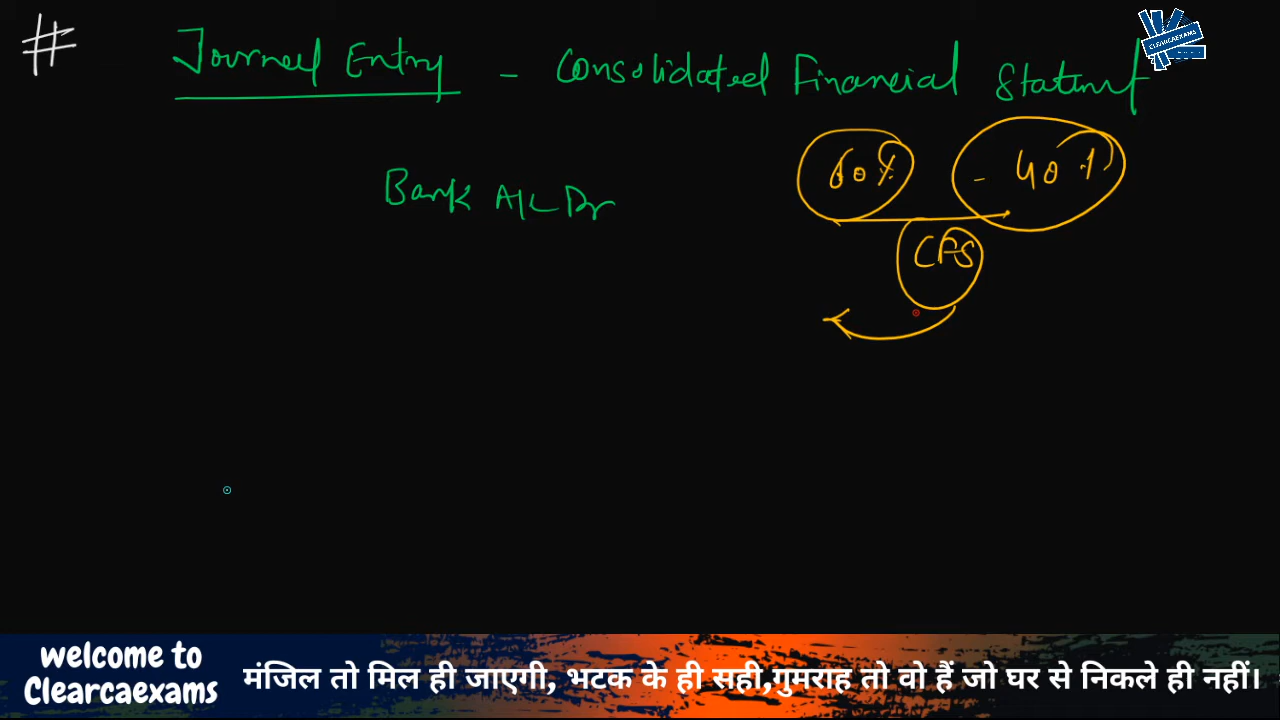 # Journal Entry - Consolidated Financial Statement
CLEARCAEXAMS
60% - 40%
Bank A/c Dr
CFS
welcome to
Clearcaexams
मंजिल तो मिल ही जाएगी, भटक के ही सही,गुमराह तो वो हैं जो घर से निकले ही नहीं।